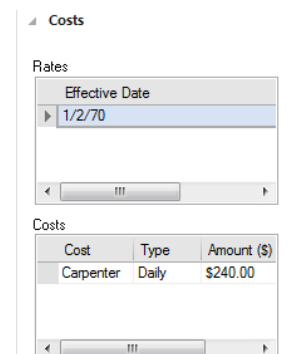 Costs
Rates
Effective Date
1/2/70
Costs
Cost Type Amount ($)
Carpenter Daily $240.00